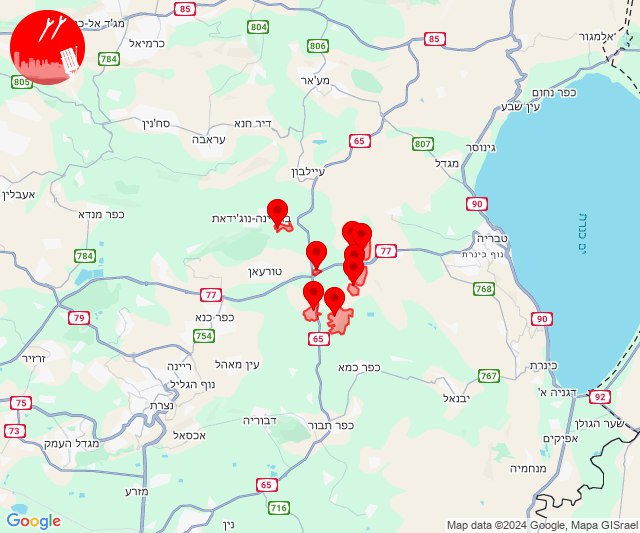 מג'ד אל-כרום
כרמיאל
804
85
85
אלמגור
806
784
מע'אר
805
כפר נחום
עין שבע
סח'נין
דיר חנא
עראבה
65
807
גינוסר
מגדל
עיילבון
אעבלין
90
כפר מנדא
טבריה
ים כנרת
784
77
נוף כינרת
טורעאן
77
768
79
כפר כנא
90
754
65
עין מאהל
ריינה
כפר כמא
767
כינרת
דגניה א'
נוף הגליל
נצרת
יבנאל
92
75
73
דבוריה
כפר תבור
אכסאל
שער הגולן
מגדל העמק
אפיקים
מנחמיה
65
מזרע
716
נין
Google
Map data ©2024 Google, Mapa GISrael